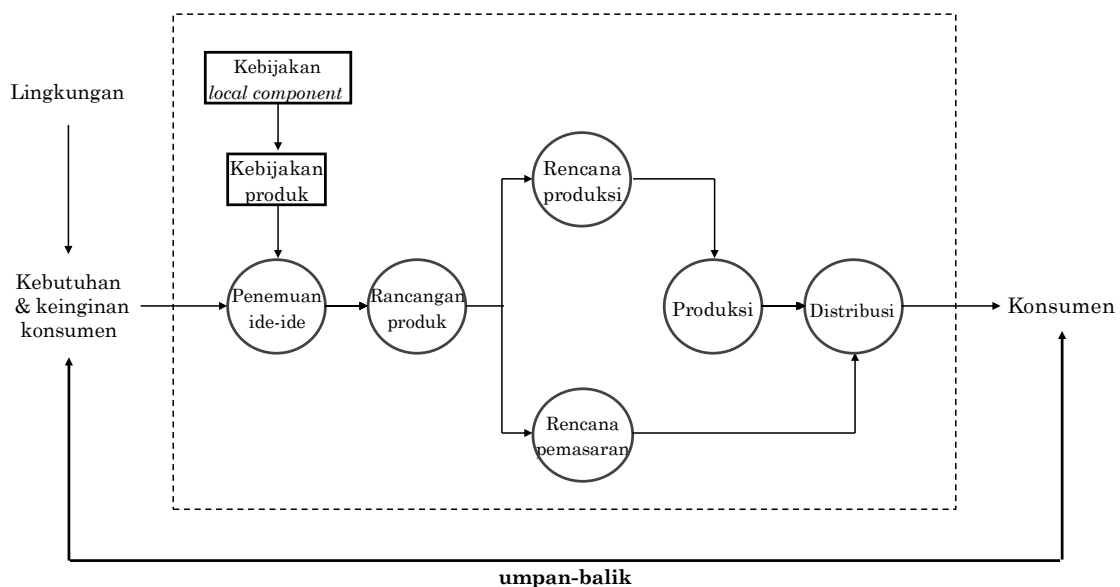 Kebijakan
local component
Lingkungan
Kebijakan
produk
Rencana
produksi
Kebutuhan
& keinginan
konsumen
Penemuan
ide-ide
Rancangan
produk
Produksi
Distribusi
Konsumen
Rencana
pemasaran
umpan-balik